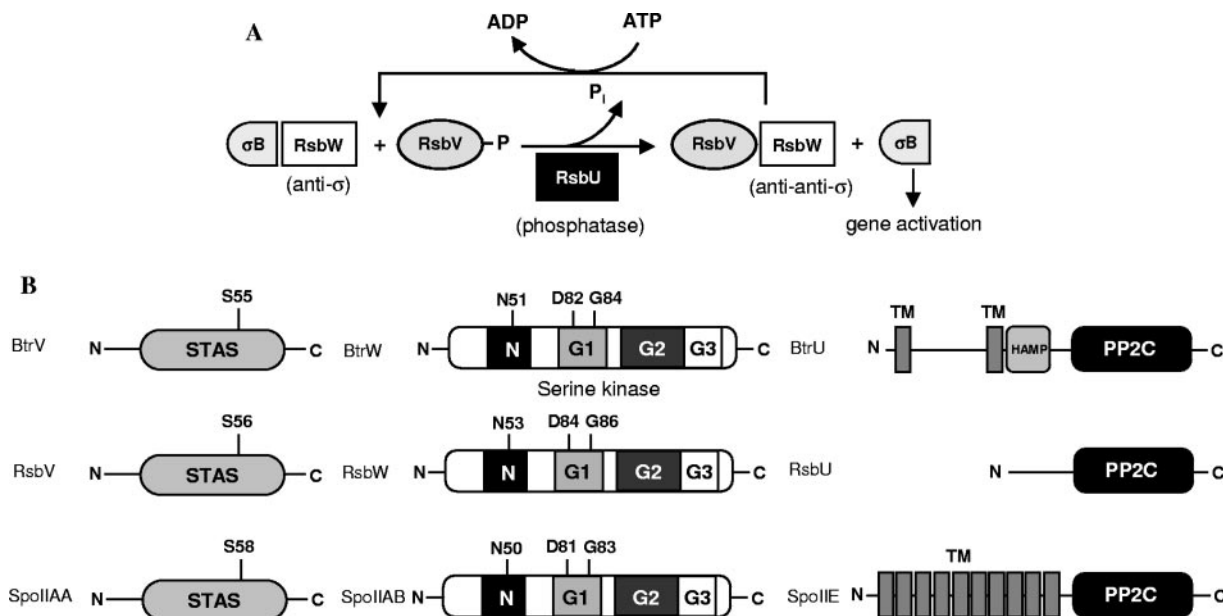 A
ADP ATP
Pi
σB RsbW + RsbV P RsbU RsbV RsbW + σB
(anti-σ) (phosphatase) (anti-anti-σ)
gene activation
B
S55 N51 D82 G84 TM TM
BtrV N STAS C BtrW N G1 G2 G3 C BtrU N HAMP PP2C C
Serine kinase
S56 N53 D84 G86
RsbV N STAS C RsbW N N G1 G2 G3 C RsbU N PP2C C
S58 N50 D81 G83 TM
SpoIIAA N STAS C SpoIIAB N N G1 G2 G3 C SpoIIE N PP2C C